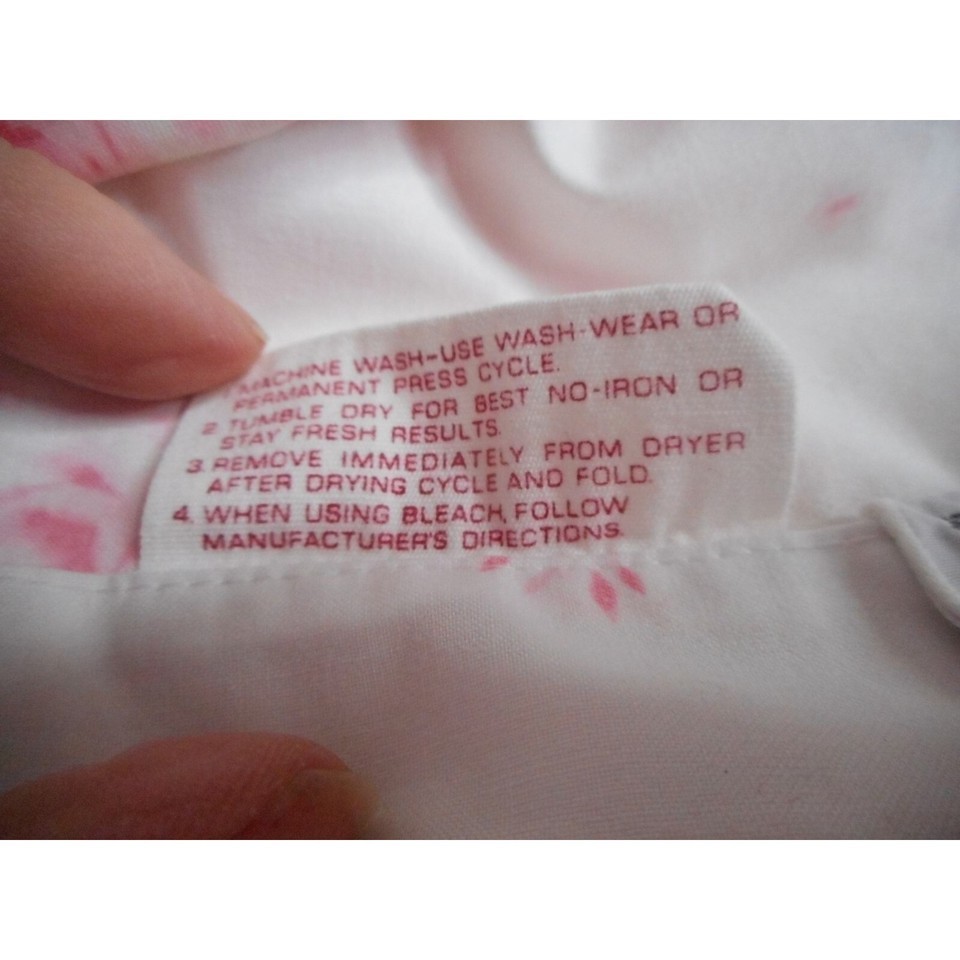 1. MACHINE WASH-USE WASH-WEAR OR
PERMANENT PRESS CYCLE.
2. TUMBLE DRY FOR BEST NO-IRON OR
STAY FRESH RESULTS.
3. REMOVE IMMEDIATELY FROM DRYER
AFTER DRYING CYCLE AND FOLD.
4. WHEN USING BLEACH, FOLLOW
MANUFACTURER'S DIRECTIONS.